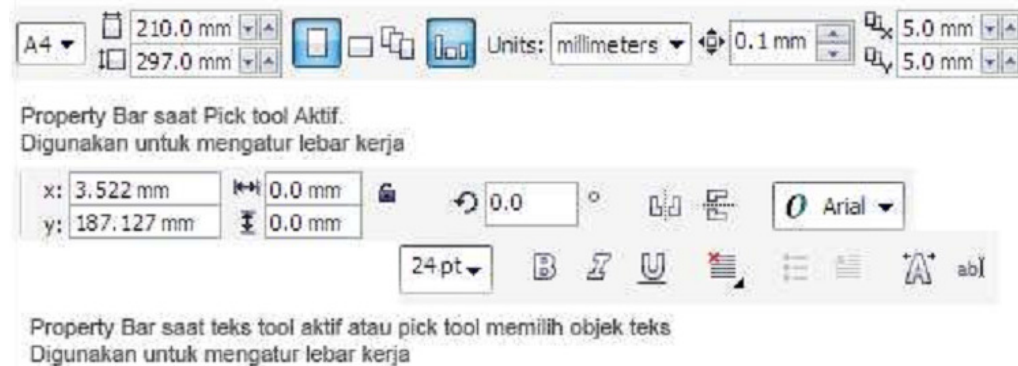 A4 210.0 mm Units: millimeters 0.1 mm x 5.0 mm
297.0 mm y 5.0 mm
Property Bar saat Pick tool Aktif.
Digunakan untuk mengatur lebar kerja
x: 3.522 mm 0.0 mm 0.0 ° O Arial
y: 187.127 mm 0.0 mm
24 pt B I U A abI
Property Bar saat teks tool aktif atau pick tool memilih objek teks
Digunakan untuk mengatur lebar kerja